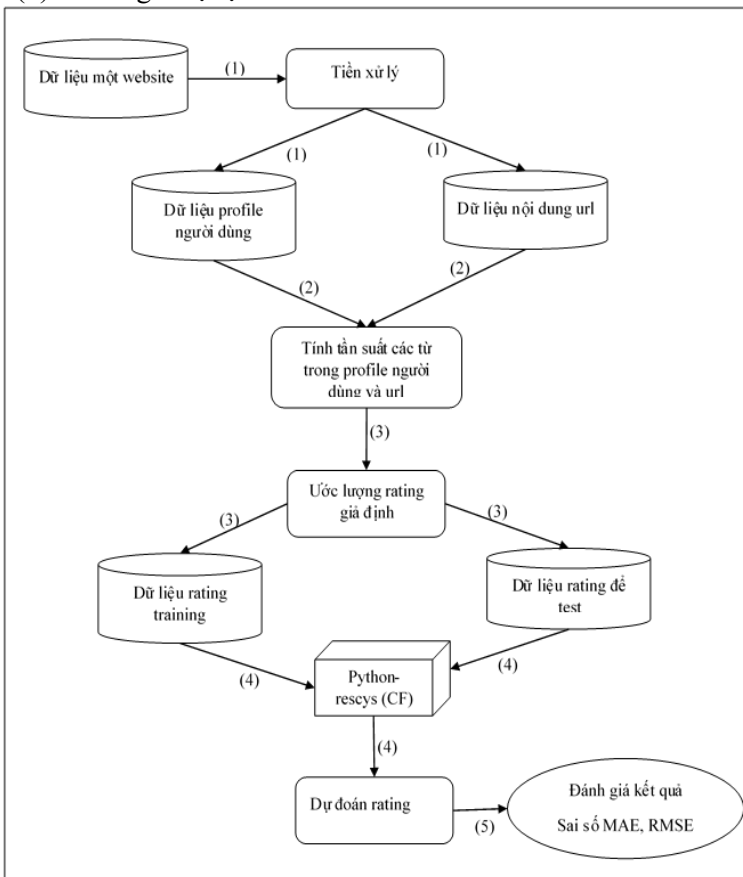 Dữ liệu một website
(1)
Tiền xử lý
(1)
(1)
Dữ liệu profile
người dùng
Dữ liệu nội dung url
(2)
(2)
Tính tần suất các từ
trong profile người
dùng và url
(3)
Ước lượng rating
giả định
(3)
(3)
Dữ liệu rating
training
Dữ liệu rating để
test
(4)
(4)
Python-
rescys (CF)
(4)
Dự đoán rating
(5)
Đánh giá kết quả
Sai số MAE, RMSE